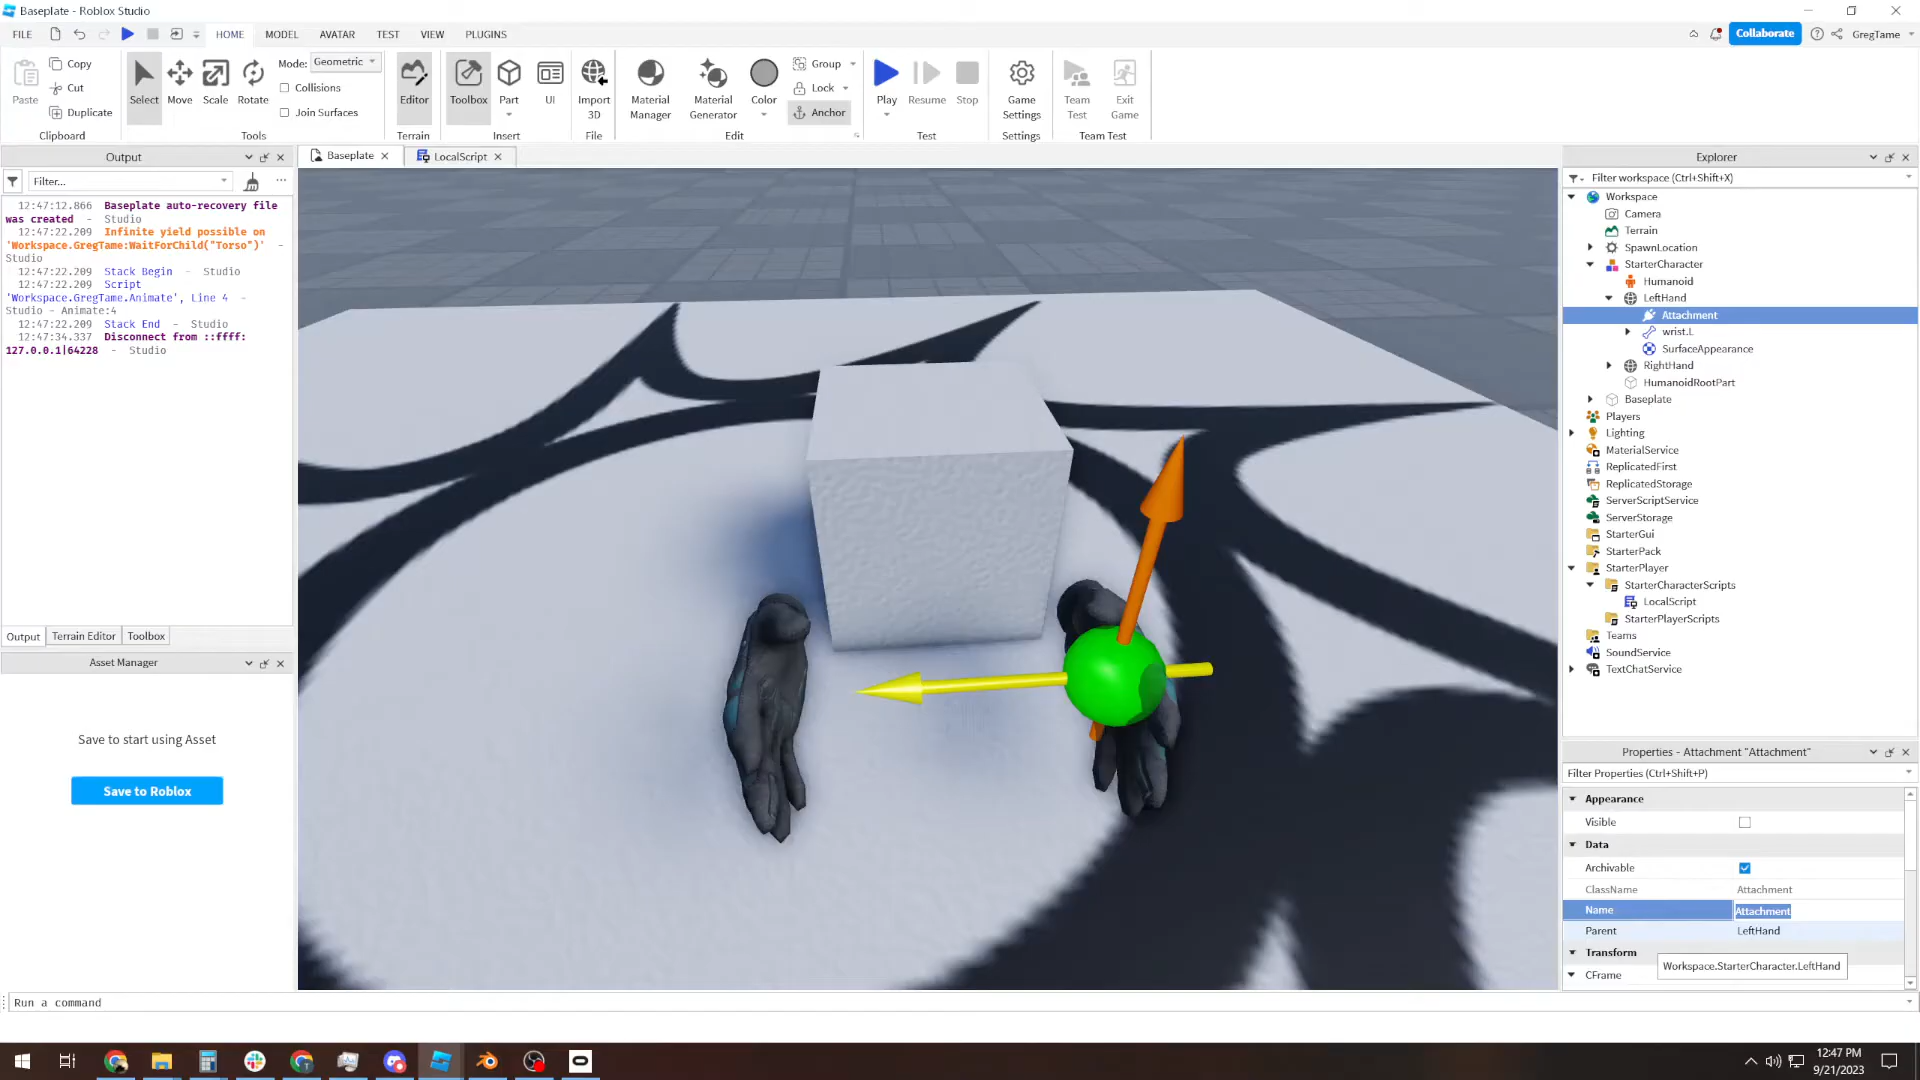 Baseplate - Roblox Studio
FILE
HOME
MODEL
AVATAR
TEST
VIEW
PLUGINS
Collaborate
GregTame
Paste
Copy
Cut
Duplicate
Clipboard
Select
Move
Scale
Rotate
Mode:
Geometric
Collisions
Join Surfaces
Tools
Editor
Terrain
Toolbox
Part
UI
Insert
Import
3D
File
Material
Manager
Material
Generator
Color
Group
Lock
Anchor
Edit
Play
Resume
Stop
Test
Game
Settings
Settings
Team
Test
Exit
Game
Team Test
Output
Filter...
12:47:12.866 Baseplate auto-recovery file
was created - Studio
12:47:22.209 Infinite yield possible on
'Workspace.GregTame:WaitForChild("Torso")' -
Studio
12:47:22.209 Stack Begin - Studio
12:47:22.209 Script
'Workspace.GregTame.Animate', Line 4 -
Studio - Animate:4
12:47:22.209 Stack End - Studio
12:47:34.337 Disconnect from ::ffff:
127.0.0.1|64228 - Studio
Output
Terrain Editor
Toolbox
Asset Manager
Save to start using Asset
Save to Roblox
Baseplate
LocalScript
Explorer
Filter workspace (Ctrl+Shift+X)
Workspace
Camera
Terrain
SpawnLocation
StarterCharacter
Humanoid
LeftHand
Attachment
wrist.L
SurfaceAppearance
RightHand
HumanoidRootPart
Baseplate
Players
Lighting
MaterialService
ReplicatedFirst
ReplicatedStorage
ServerScriptService
ServerStorage
StarterGui
StarterPack
StarterPlayer
StarterCharacterScripts
LocalScript
StarterPlayerScripts
Teams
SoundService
TextChatService
Properties - Attachment "Attachment"
Filter Properties (Ctrl+Shift+P)
Appearance
Visible
Data
Archivable
ClassName Attachment
Name Attachment
Parent LeftHand
Transform
CFrame
Workspace.StarterCharacter.LeftHand
Run a command
12:47 PM
9/21/2023